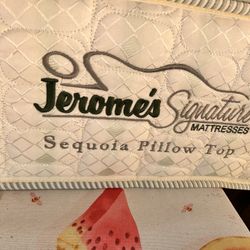 Jerome's Signature
MATTRESSES
Sequoia Pillow Top